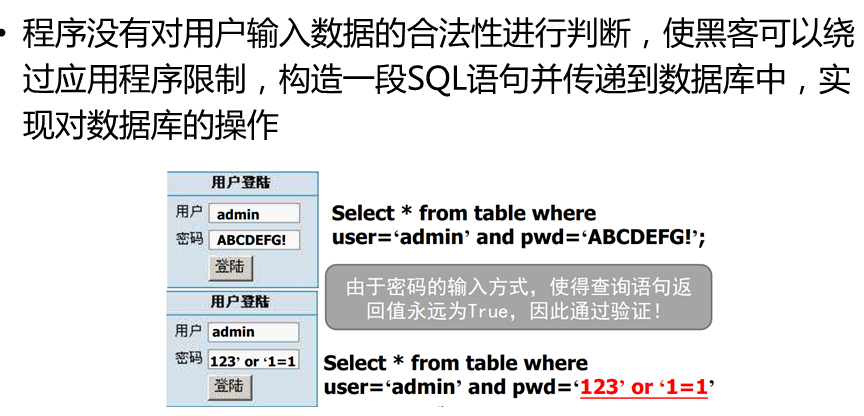 • 程序没有对用户输入数据的合法性进行判断，使黑客可以绕
过应用程序限制，构造一段SQL语句并传递到数据库中，实
现对数据库的操作
用户登陆
用户 admin
密码 ABCDEFG!
登陆
Select * from table where
user=‘admin’ and pwd=‘ABCDEFG!’;
由于密码的输入方式，使得查询语句返
回值永远为True，因此通过验证！
用户登陆
用户 admin
密码 123’ or ‘1=1
登陆
Select * from table where
user=‘admin’ and pwd=‘123’ or ‘1=1’